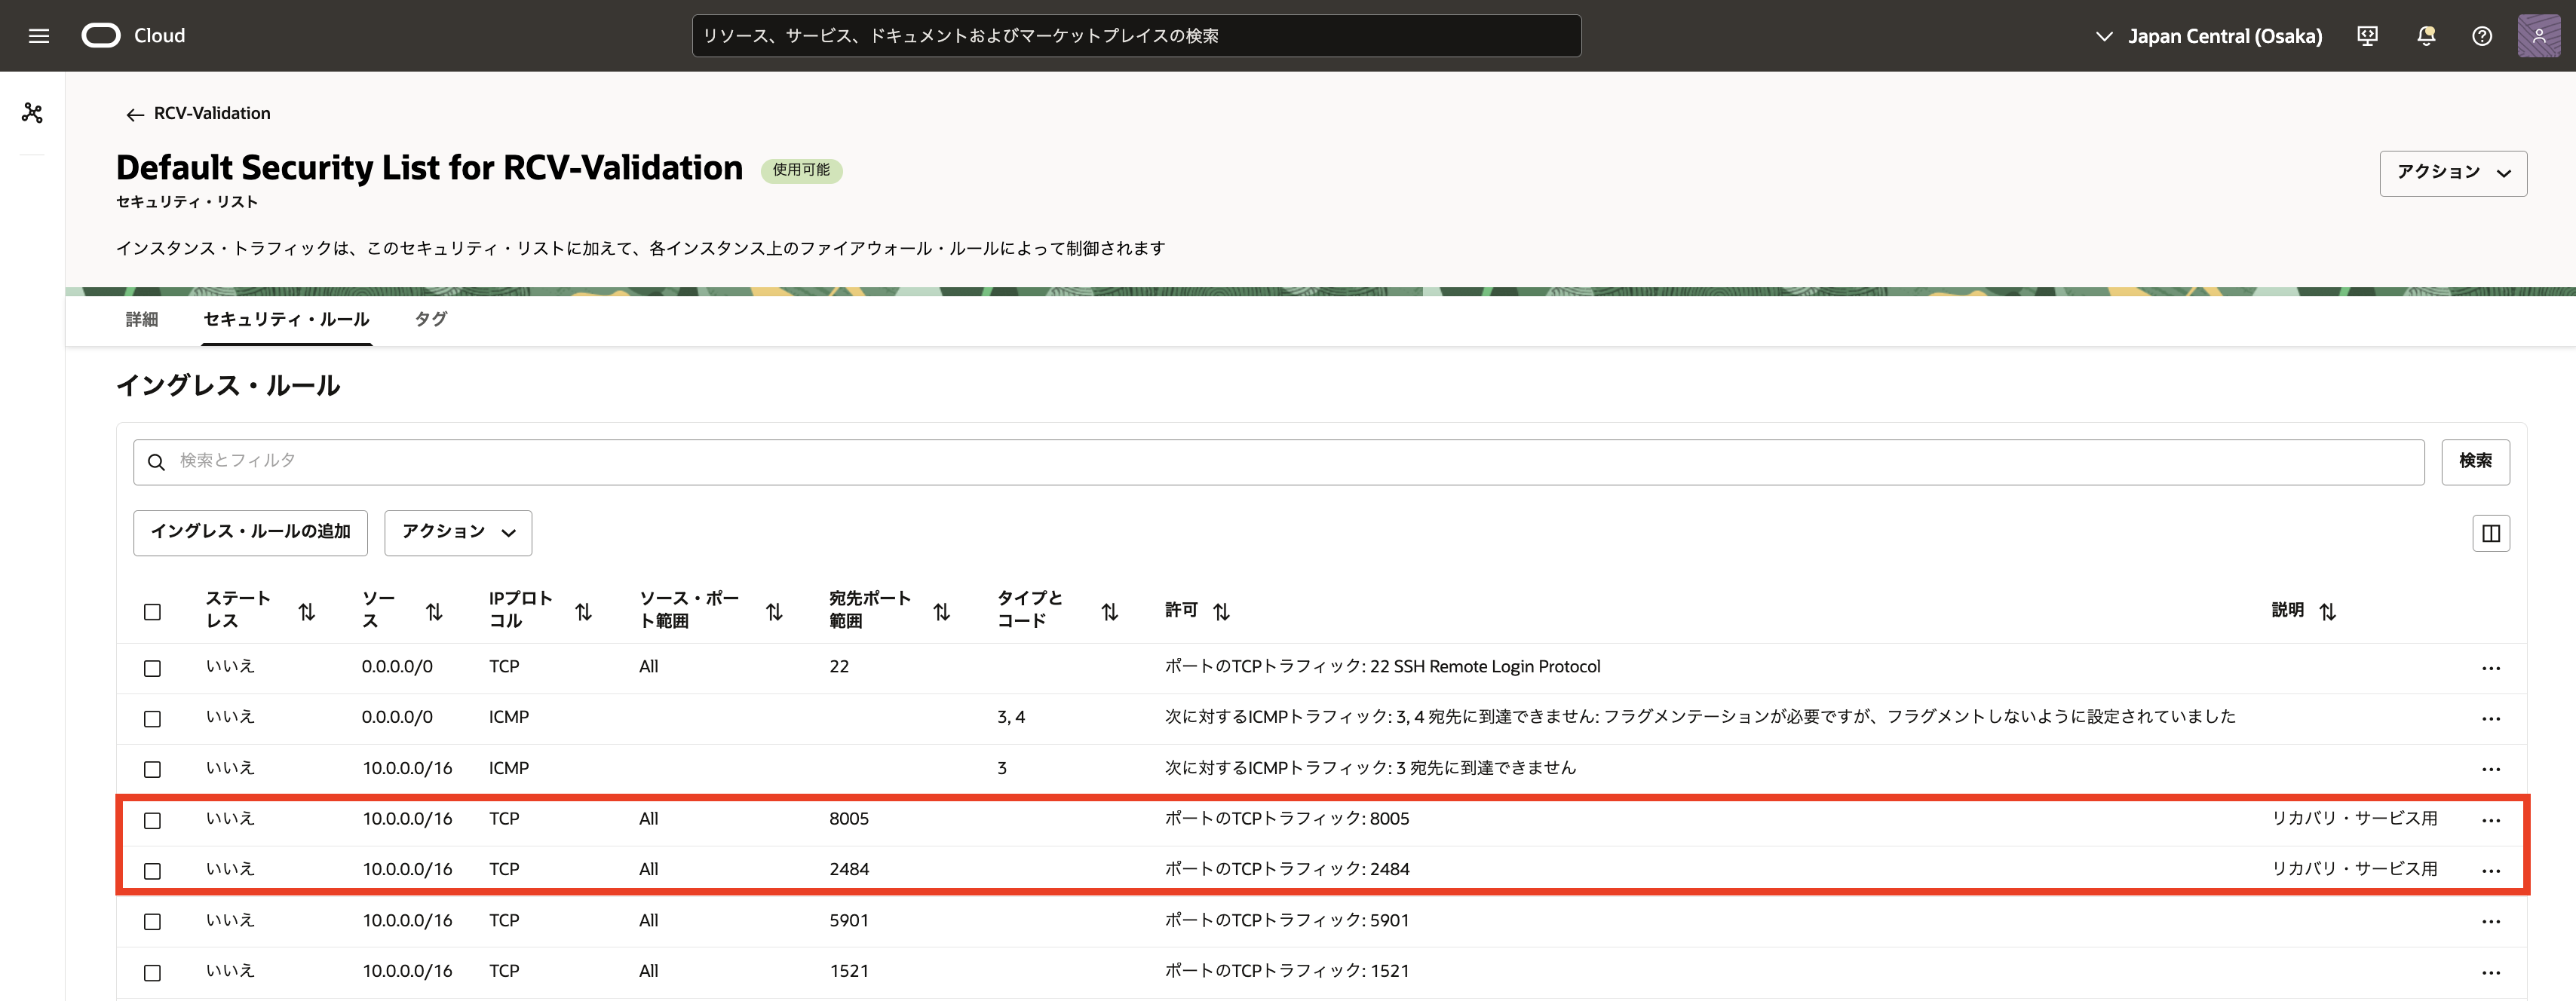 Cloud
リソース、サービス、ドキュメントおよびマーケットプレイスの検索
Japan Central (Osaka)
RCV-Validation
Default Security List for RCV-Validation 使用可能
アクション
セキュリティ・リスト
インスタンス・トラフィックは、このセキュリティ・リストに加えて、各インスタンス上のファイアウォール・ルールによって制御されます
詳細 セキュリティ・ルール タグ
イングレス・ルール
検索とフィルタ 検索
イングレス・ルールの追加 アクション
ステートレス ソース IPプロトコル ソース・ポート範囲 宛先ポート範囲 タイプとコード 許可 説明
いいえ 0.0.0.0/0 TCP All 22 ポートのTCPトラフィック: 22 SSH Remote Login Protocol
いいえ 0.0.0.0/0 ICMP 3, 4 次に対するICMPトラフィック: 3, 4 宛先に到達できません: フラグメンテーションが必要ですが、フラグメントしないように設定されていました
いいえ 10.0.0.0/16 ICMP 3 次に対するICMPトラフィック: 3 宛先に到達できません
いいえ 10.0.0.0/16 TCP All 8005 ポートのTCPトラフィック: 8005 リカバリ・サービス用
いいえ 10.0.0.0/16 TCP All 2484 ポートのTCPトラフィック: 2484 リカバリ・サービス用
いいえ 10.0.0.0/16 TCP All 5901 ポートのTCPトラフィック: 5901
いいえ 10.0.0.0/16 TCP All 1521 ポートのTCPトラフィック: 1521